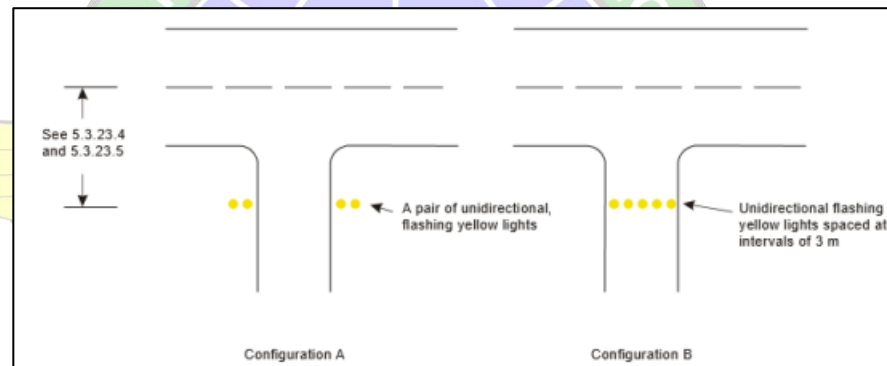 See 5.3.23.4
and 5.3.23.5
A pair of unidirectional,
flashing yellow lights
Unidirectional flashing
yellow lights spaced at
intervals of 3 m
Configuration A
Configuration B